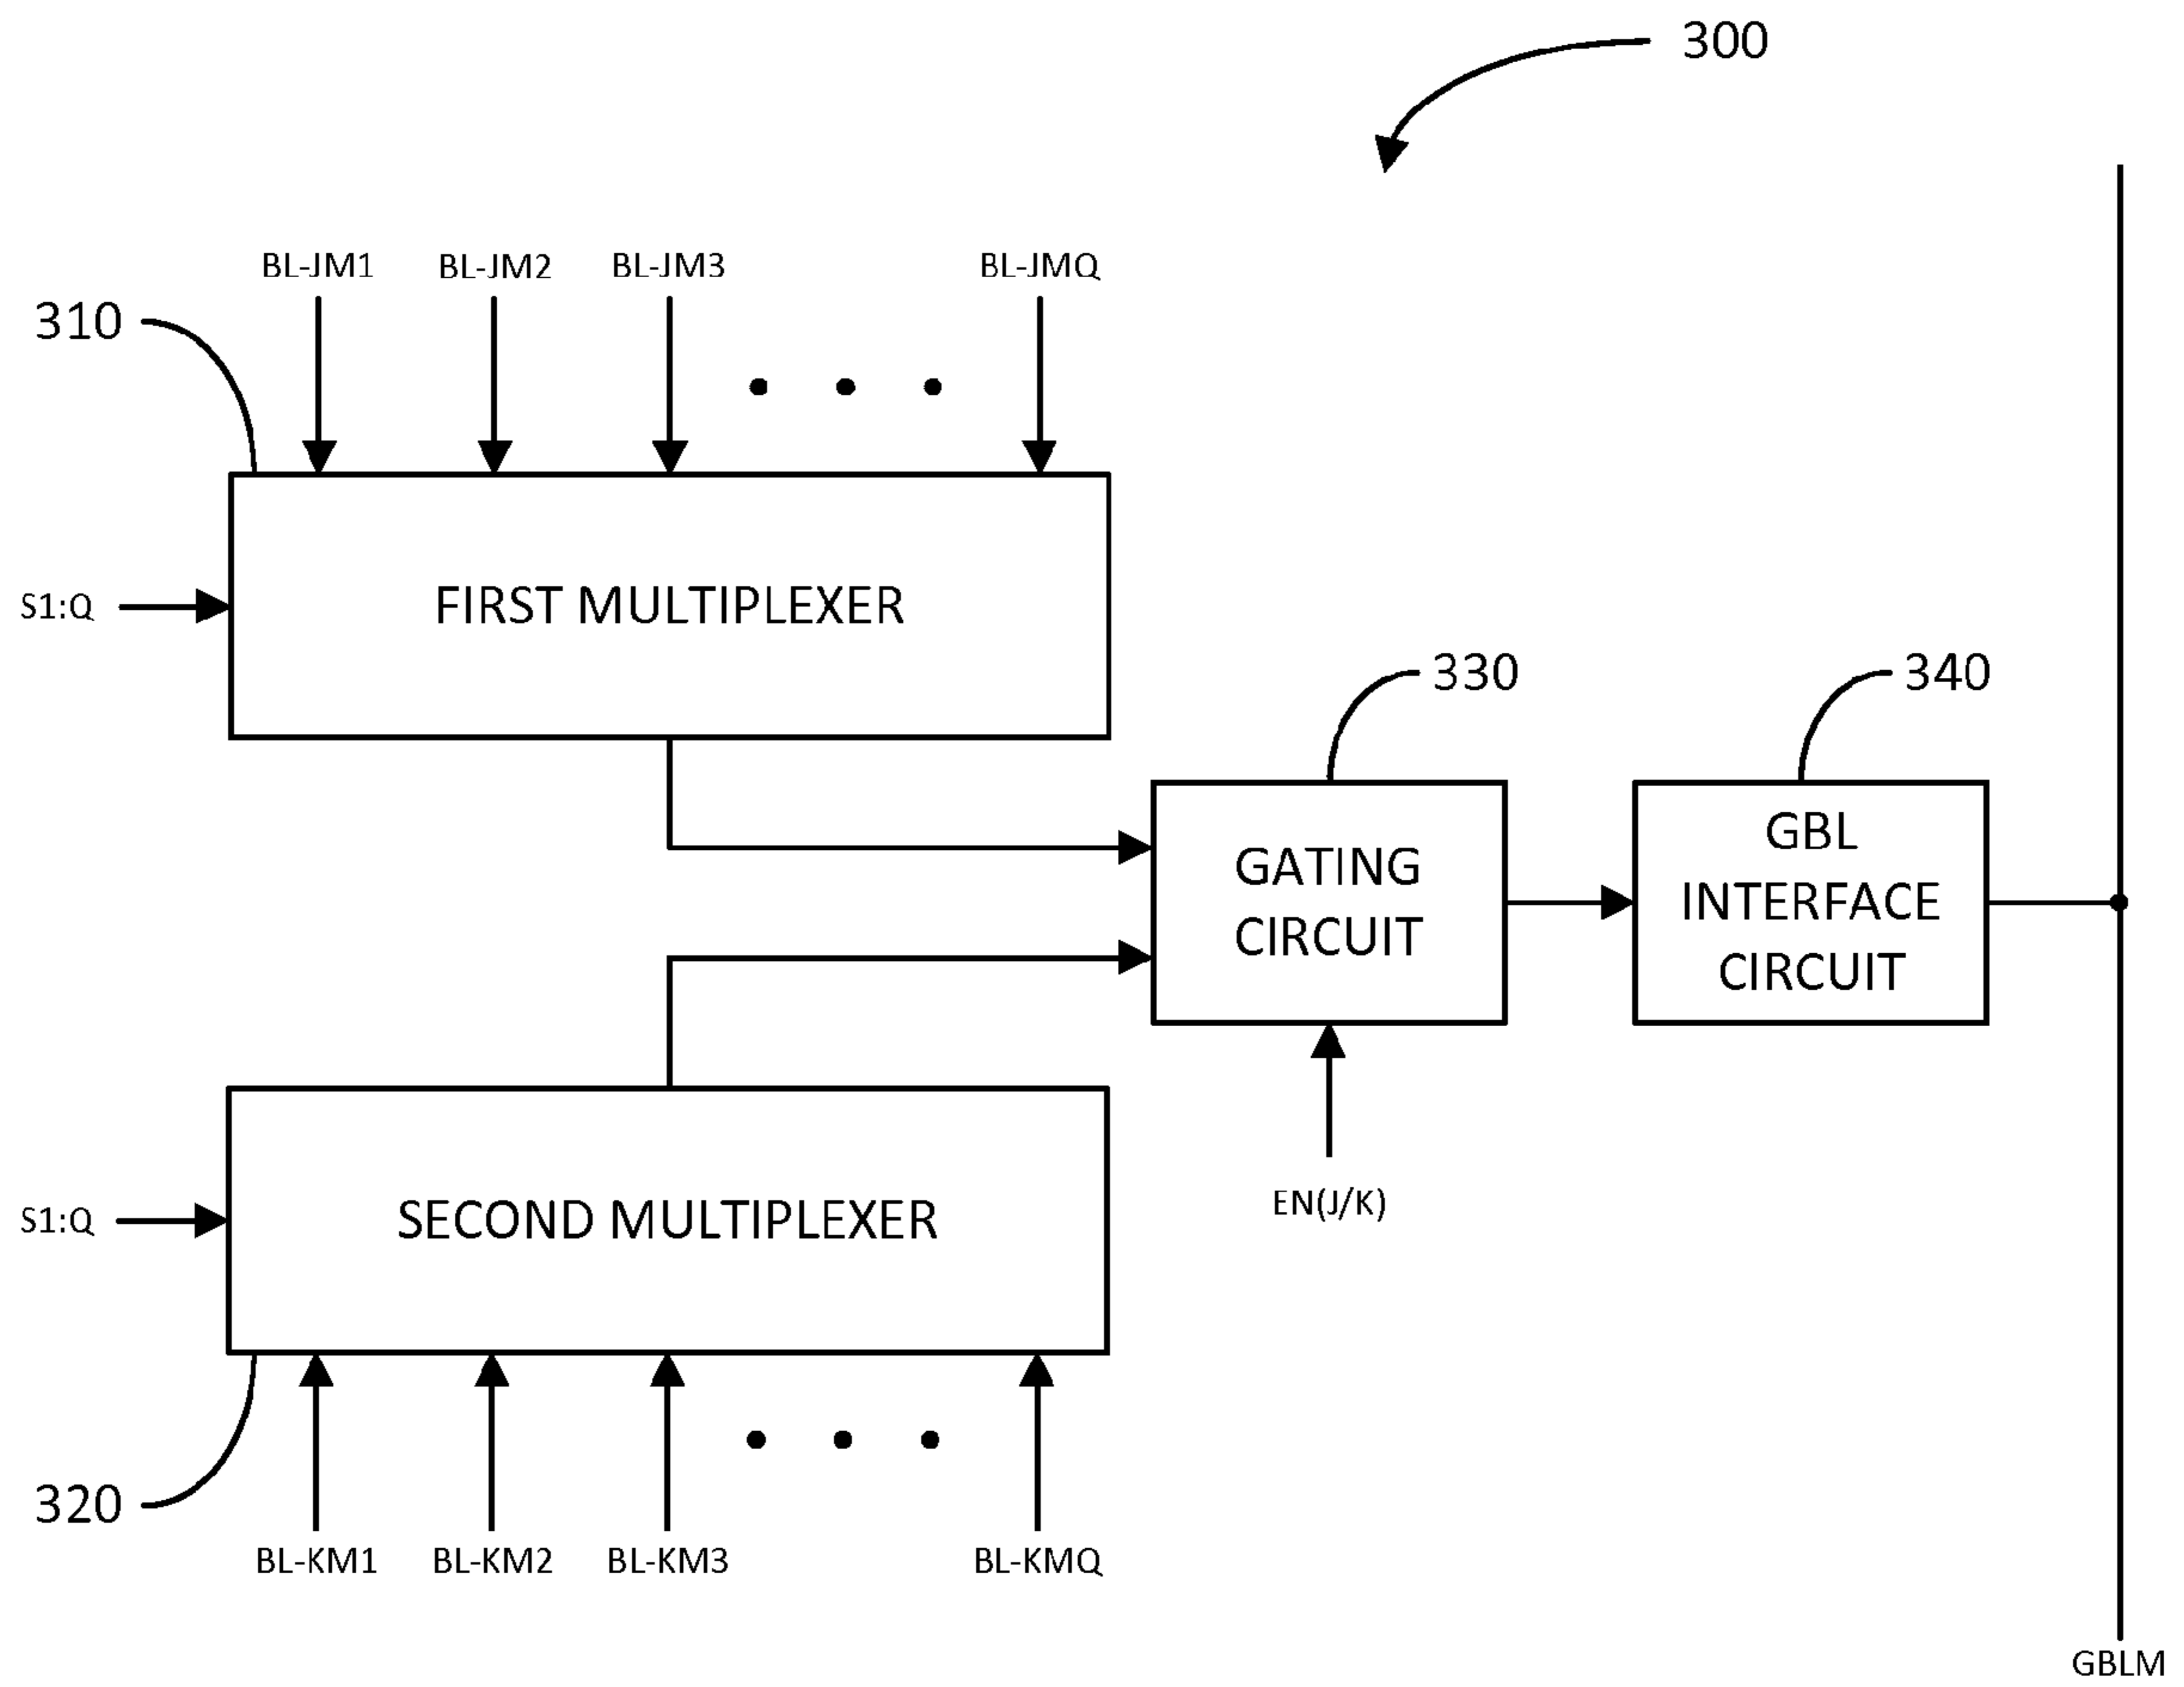 300
BL-JM1
BL-JM2
BL-JM3
BL-JMQ
310
S1:Q
FIRST MULTIPLEXER
330
340
GATING
CIRCUIT
GBL
INTERFACE
CIRCUIT
EN(J/K)
S1:Q
SECOND MULTIPLEXER
320
BL-KM1
BL-KM2
BL-KM3
BL-KMQ
GBLM